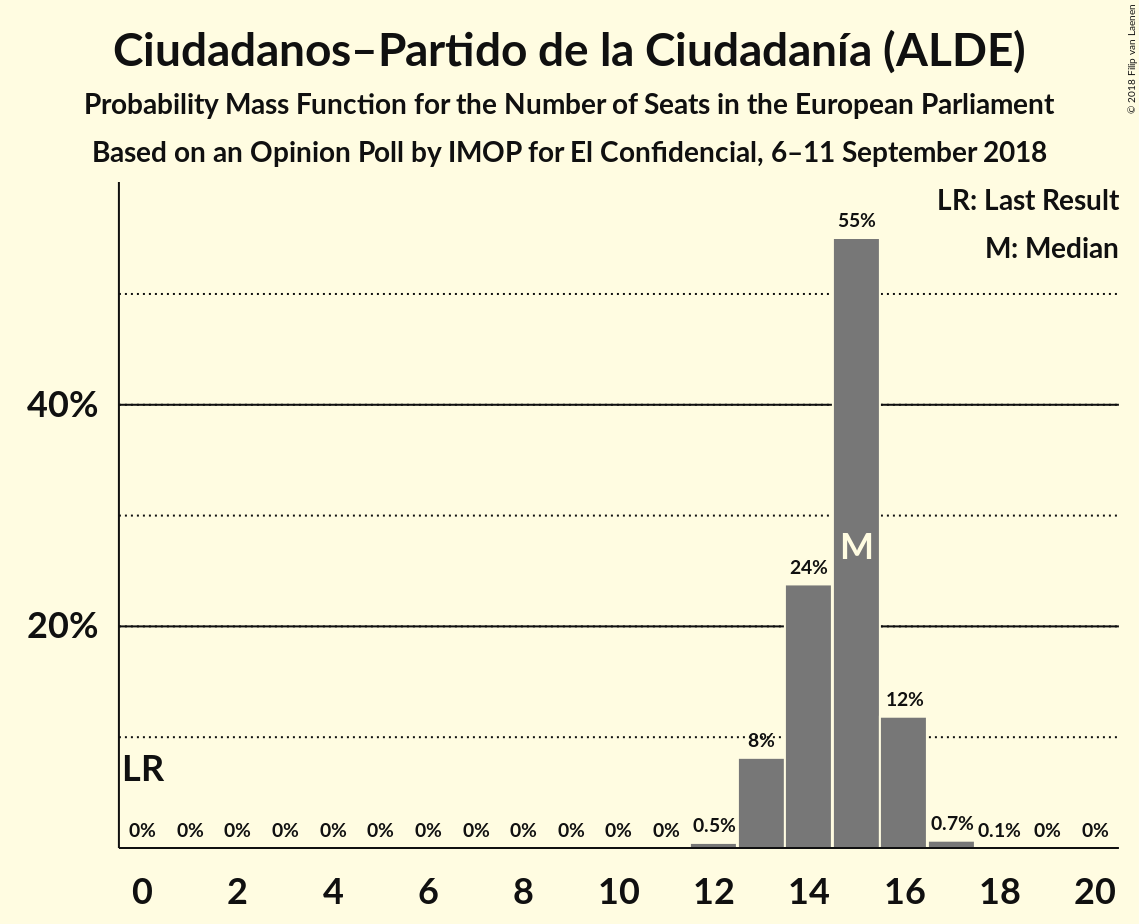 Ciudadanos–Partido de la Ciudadanía (ALDE)
Probability Mass Function for the Number of Seats in the European Parliament
Based on an Opinion Poll by IMOP for El Confidencial, 6–11 September 2018
© 2018 Filip van Laenen
LR: Last Result
M: Median
55%
40%
M
24%
20%
12%
8%
LR
0% 0% 0% 0% 0% 0% 0% 0% 0% 0% 0% 0% 0.5% 0.7% 0.1% 0% 0%
0 2 4 6 8 10 12 14 16 18 20